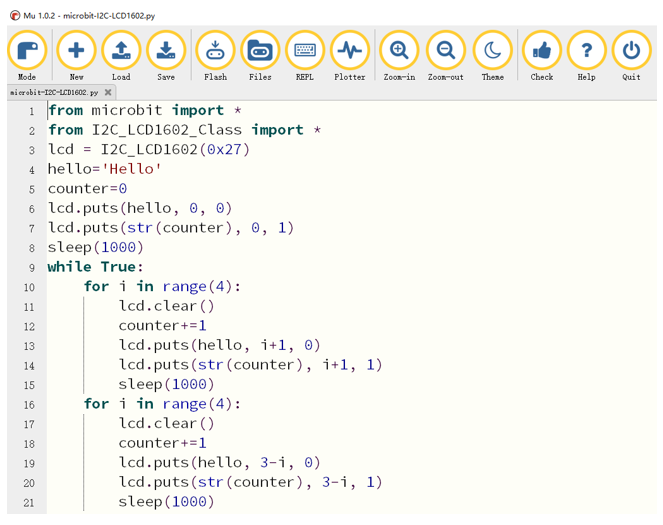 Mu 1.0.2 - microbit-I2C-LCD1602.py
Mode New Load Save Flash Files REPL Plotter Zoom-in Zoom-out Theme Check Help Quit
microbit-I2C-LCD1602.py
1 from microbit import *
2 from I2C_LCD1602_Class import *
3 lcd = I2C_LCD1602(0x27)
4 hello='Hello'
5 counter=0
6 lcd.puts(hello, 0, 0)
7 lcd.puts(str(counter), 0, 1)
8 sleep(1000)
9 while True:
10     for i in range(4):
11         lcd.clear()
12         counter+=1
13         lcd.puts(hello, i+1, 0)
14         lcd.puts(str(counter), i+1, 1)
15         sleep(1000)
16     for i in range(4):
17         lcd.clear()
18         counter+=1
19         lcd.puts(hello, 3-i, 0)
20         lcd.puts(str(counter), 3-i, 1)
21         sleep(1000)